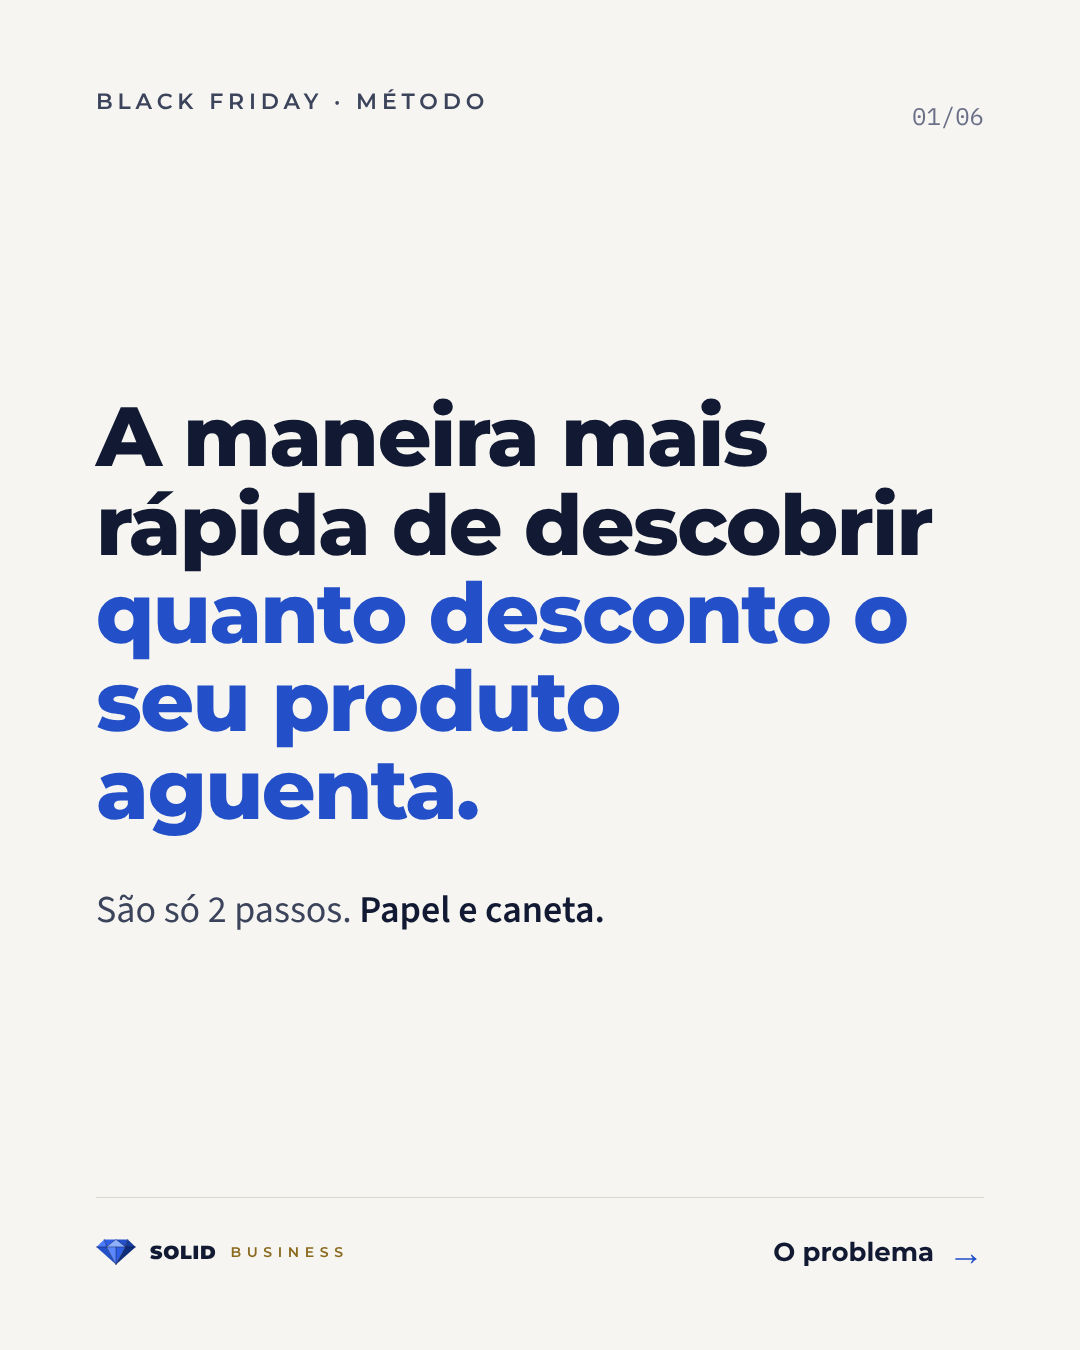 BLACK FRIDAY · MÉTODO
01/06
A maneira mais
rápida de descobrir
quanto desconto o
seu produto
aguenta.
São só 2 passos. Papel e caneta.
SOLID BUSINESS
O problema →